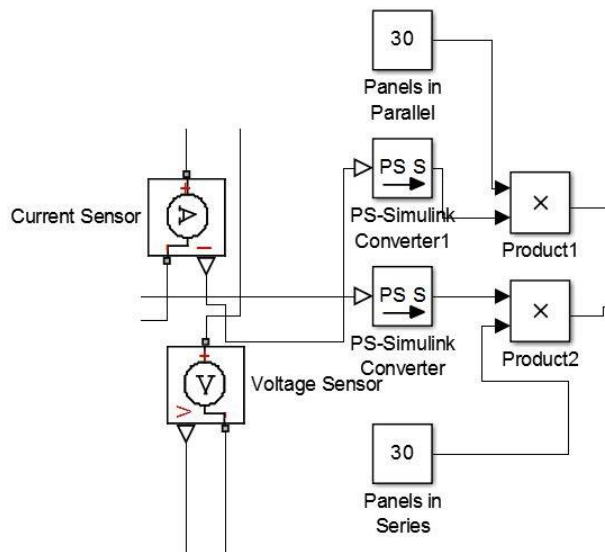 30
Panels in
Parallel
+
A
I
Current Sensor
-
PS S
PS-Simulink
Converter1
×
Product1
PS S
PS-Simulink
Converter
×
Product2
+
V
V
-
Voltage Sensor
30
Panels in
Series